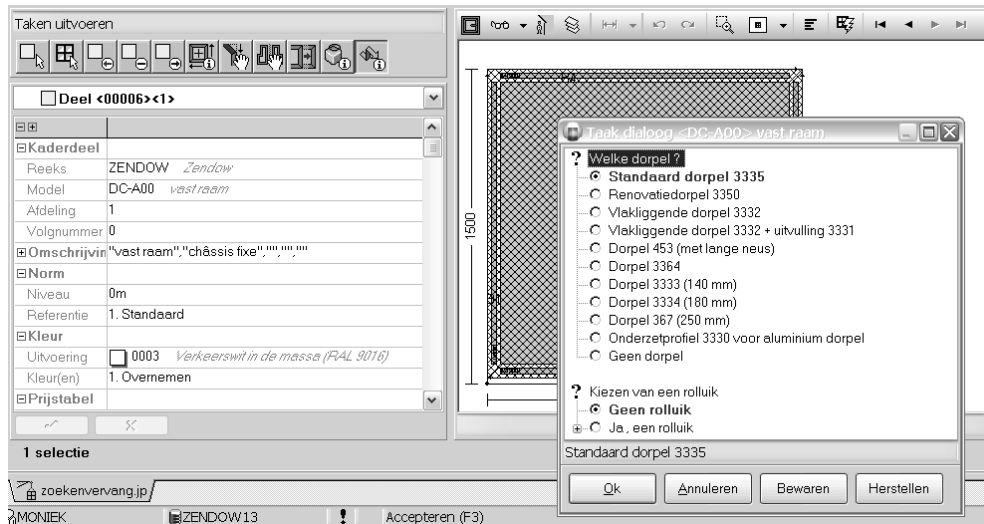 Taken uitvoeren
Deel <00006><1>
Kaderdeel
Reeks ZENDOW Zendow
Model DC-A00 vast raam
Afdeling 1
Volgnummer 0
Omschrijvin "vast raam","châssis fixe","","",""
Norm
Niveau 0m
Referentie 1. Standaard
Kleur
Uitvoering 0003 Verkeerswit in de massa (RAL 9016)
Kleur(en) 1. Overnemen
Prijstabel
1 selectie
zoekenvervang.jp
MONIEK ZENDOW13 Accepteren (F3)
1500
Taak dialoog <DC-A00> vast raam
Welke dorpel ?
Standaard dorpel 3335
Renovatiedorpel 3350
Vlakliggende dorpel 3332
Vlakliggende dorpel 3332 + uitvulling 3331
Dorpel 453 (met lange neus)
Dorpel 3364
Dorpel 3333 (140 mm)
Dorpel 3334 (180 mm)
Dorpel 367 (250 mm)
Onderzetprofiel 3330 voor aluminium dorpel
Geen dorpel
Kiezen van een rolluik
Geen rolluik
Ja, een rolluik
Standaard dorpel 3335
Ok Annuleren Bewaren Herstellen